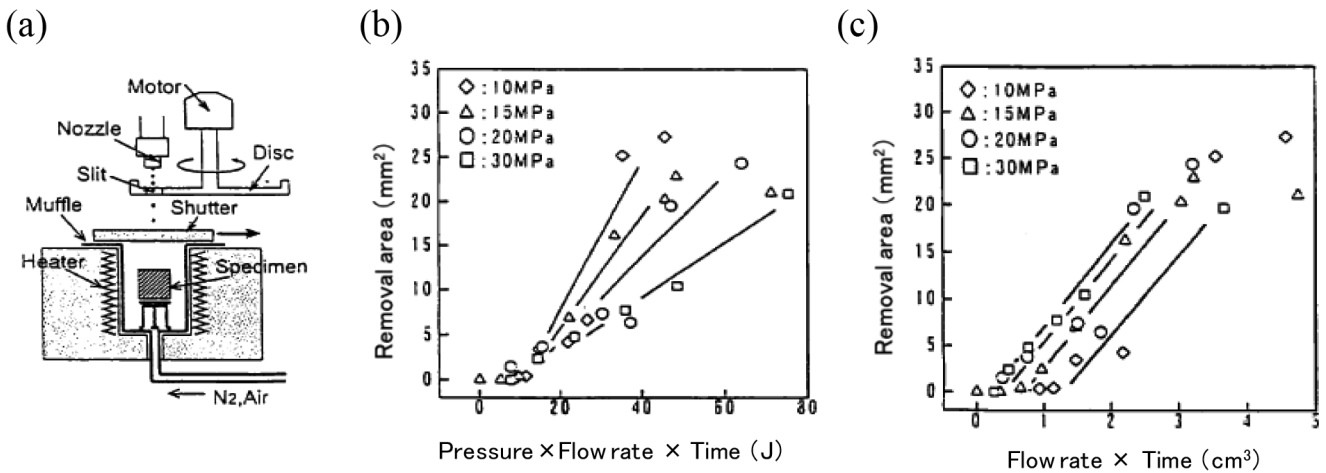 (a)
Motor
Nozzle
Disc
Slit
Shutter
Muffle
Heater
Specimen
N2,Air
(b)
Removal area (mm²)
35
30
25
20
15
10
5
0
◇:10MPa
△:15MPa
○:20MPa
□:30MPa
0 20 40 60 80
Pressure×Flow rate × Time (J)
(c)
Removal area (mm²)
35
30
25
20
15
10
5
0
◇:10MPa
△:15MPa
○:20MPa
□:30MPa
0 1 2 3 4 5
Flow rate × Time (cm³)